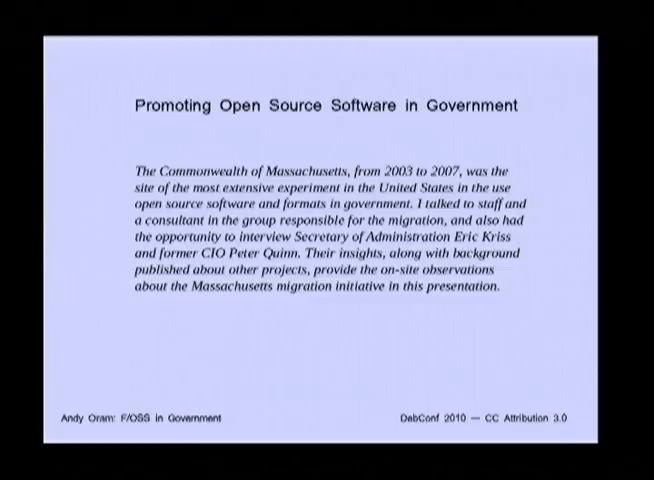 Promoting Open Source Software in Government
The Commonwealth of Massachusetts, from 2003 to 2007, was the
site of the most extensive experiment in the United States in the use
open source software and formats in government. I talked to staff and
a consultant in the group responsible for the migration, and also had
the opportunity to interview Secretary of Administration Eric Kriss
and former CIO Peter Quinn. Their insights, along with background
published about other projects, provide the on-site observations
about the Massachusetts migration initiative in this presentation.
Andy Oram: F/OSS in Government
DebConf 2010 — CC Attribution 3.0